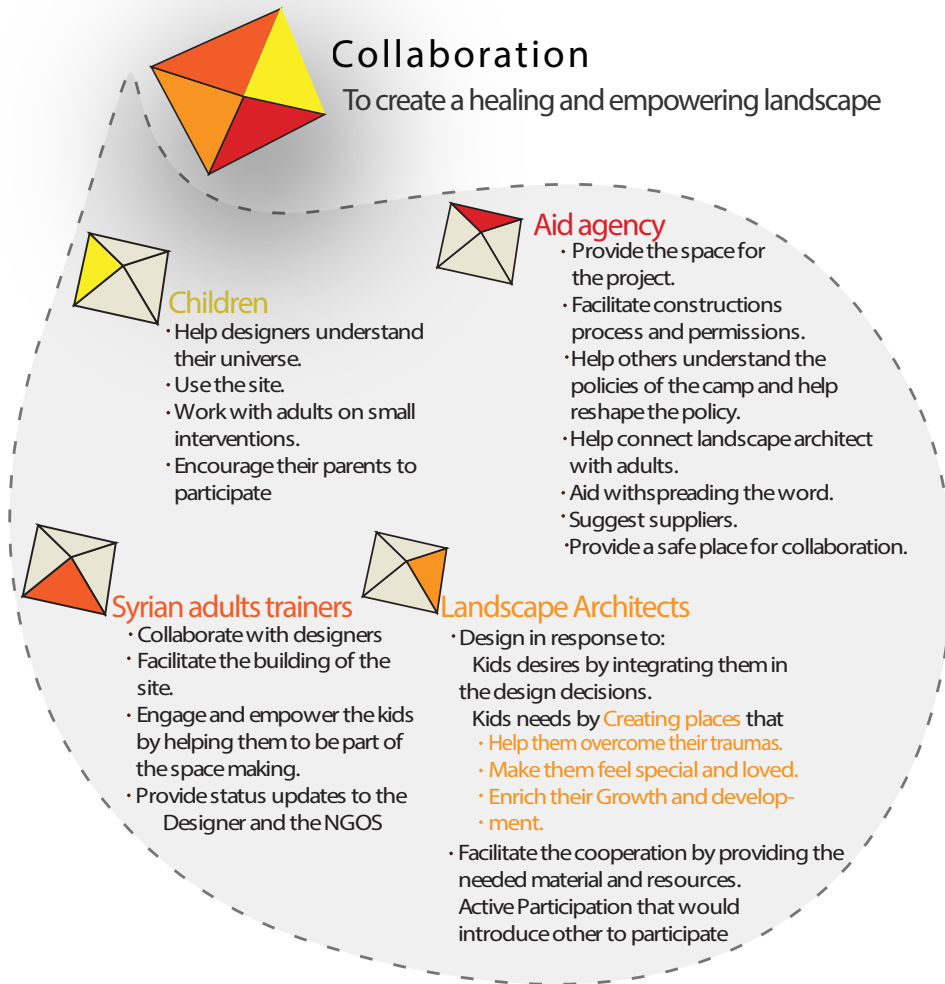 Collaboration
To create a healing and empowering landscape
Children
· Help designers understand
their universe.
· Use the site.
· Work with adults on small
interventions.
· Encourage their parents to
participate
Aid agency
· Provide the space for
the project.
· Facilitate constructions
process and permissions.
· Help others understand the
policies of the camp and help
reshape the policy.
· Help connect landscape architect
with adults.
· Aid withspreading the word.
· Suggest suppliers.
· Provide a safe place for collaboration.
Syrian adults trainers
· Collaborate with designers
· Facilitate the building of the
site.
· Engage and empower the kids
by helping them to be part of
the space making.
· Provide status updates to the
Designer and the NGOS
Landscape Architects
· Design in response to:
Kids desires by integrating them in
the design decisions.
Kids needs by Creating places that
· Help them overcome their traumas.
· Make them feel special and loved.
· Enrich their Growth and develop-
· ment.
· Facilitate the cooperation by providing the
needed material and resources.
Active Participation that would
introduce other to participate